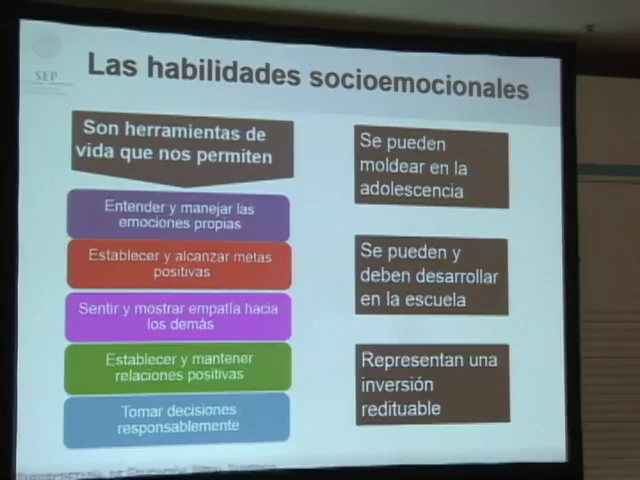 SEP
Las habilidades socioemocionales
Son herramientas de
vida que nos permiten
Entender y manejar las
emociones propias
Establecer y alcanzar metas
positivas
Sentir y mostrar empatía hacia
los demás
Establecer y mantener
relaciones positivas
Tomar decisiones
responsablemente
Se pueden
moldear en la
adolescencia
Se pueden y
deben desarrollar
en la escuela
Representan una
inversión
redituable